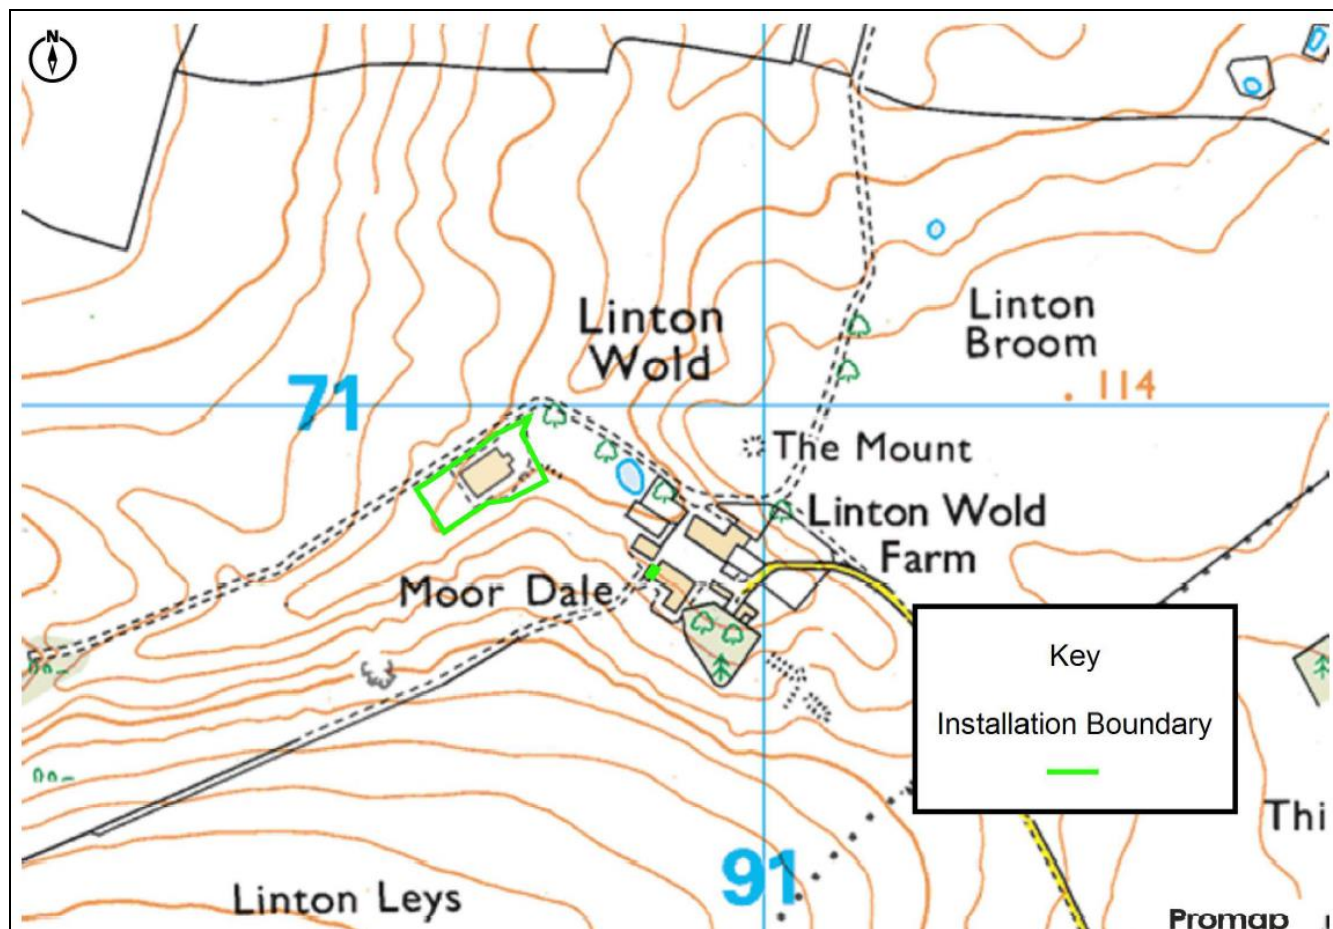 N
Linton
Wold
Linton
Broom
71
114
The Mount
Linton Wold
Farm
Moor Dale
Key
Installation Boundary
Thi
91
Linton Leys
Promap